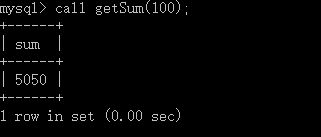 mysql> call getSum(100);
+------+
| sum  |
+------+
| 5050 |
+------+
1 row in set (0.00 sec)